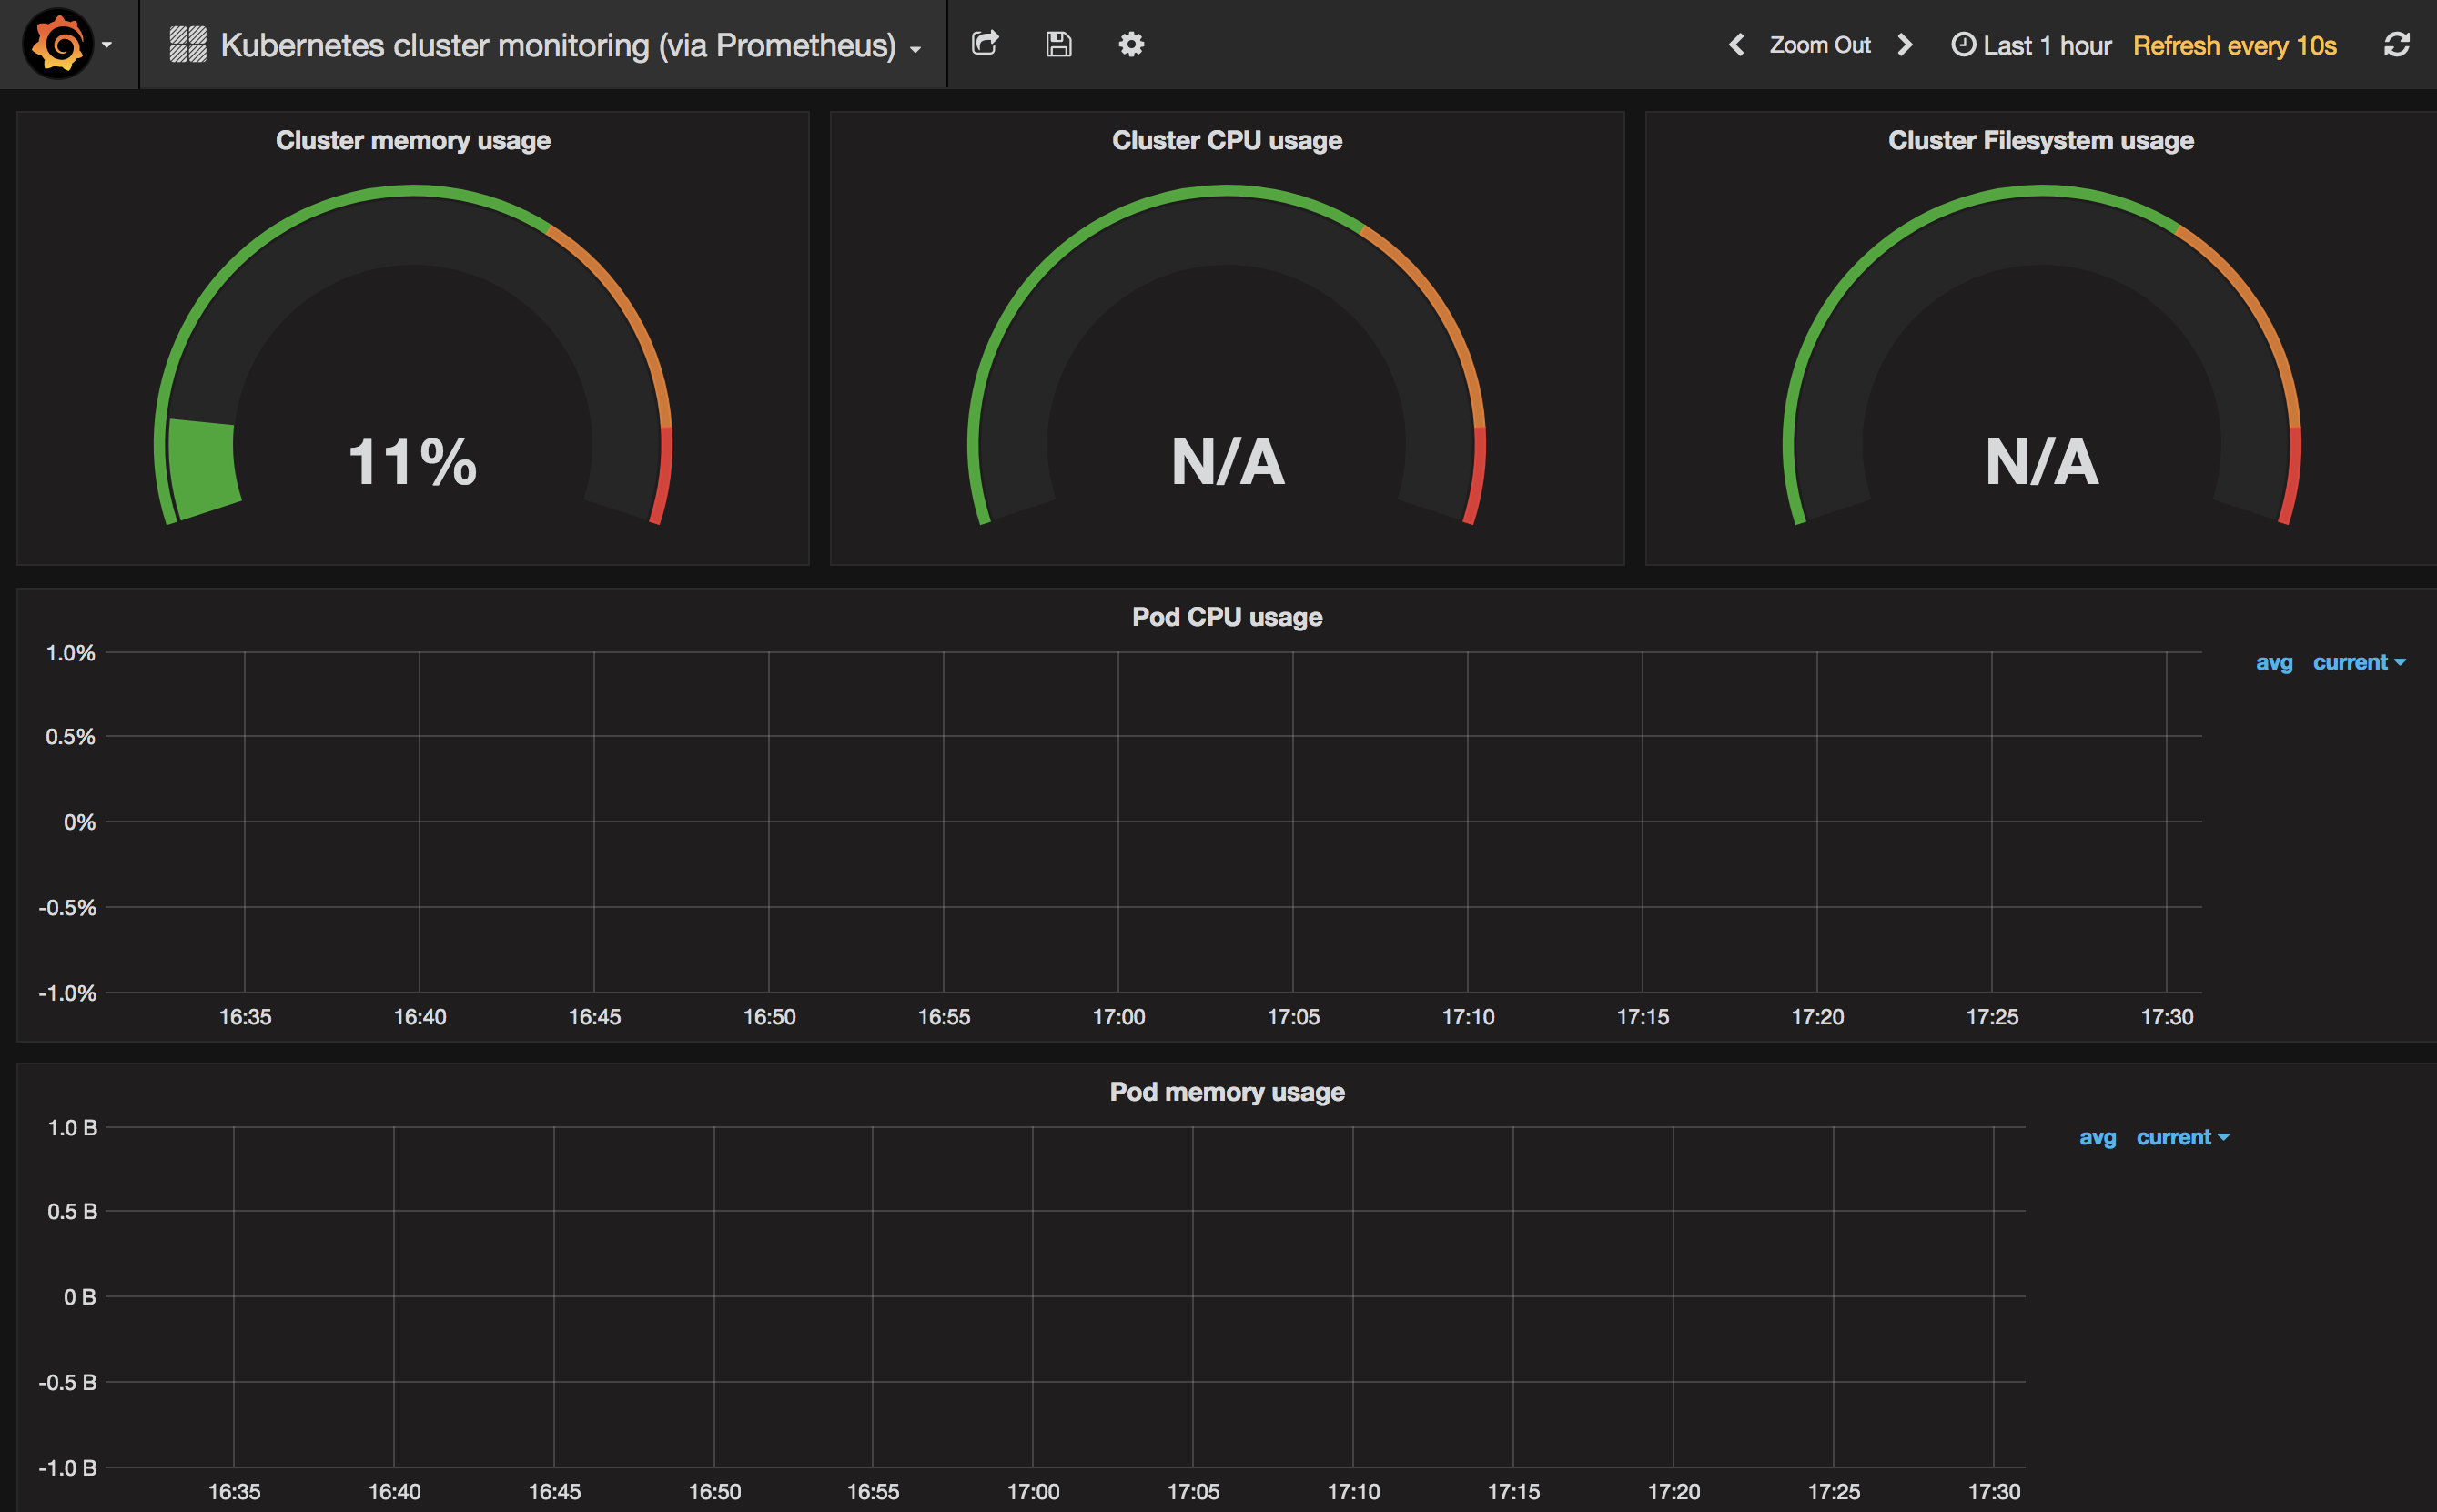 Kubernetes cluster monitoring (via Prometheus)
Zoom Out
Last 1 hour
Refresh every 10s
Cluster memory usage
11%
Cluster CPU usage
N/A
Cluster Filesystem usage
N/A
Pod CPU usage
1.0%
0.5%
0%
-0.5%
-1.0%
16:35 16:40 16:45 16:50 16:55 17:00 17:05 17:10 17:15 17:20 17:25 17:30
avg current
Pod memory usage
1.0 B
0.5 B
0 B
-0.5 B
-1.0 B
16:35 16:40 16:45 16:50 16:55 17:00 17:05 17:10 17:15 17:20 17:25 17:30
avg current